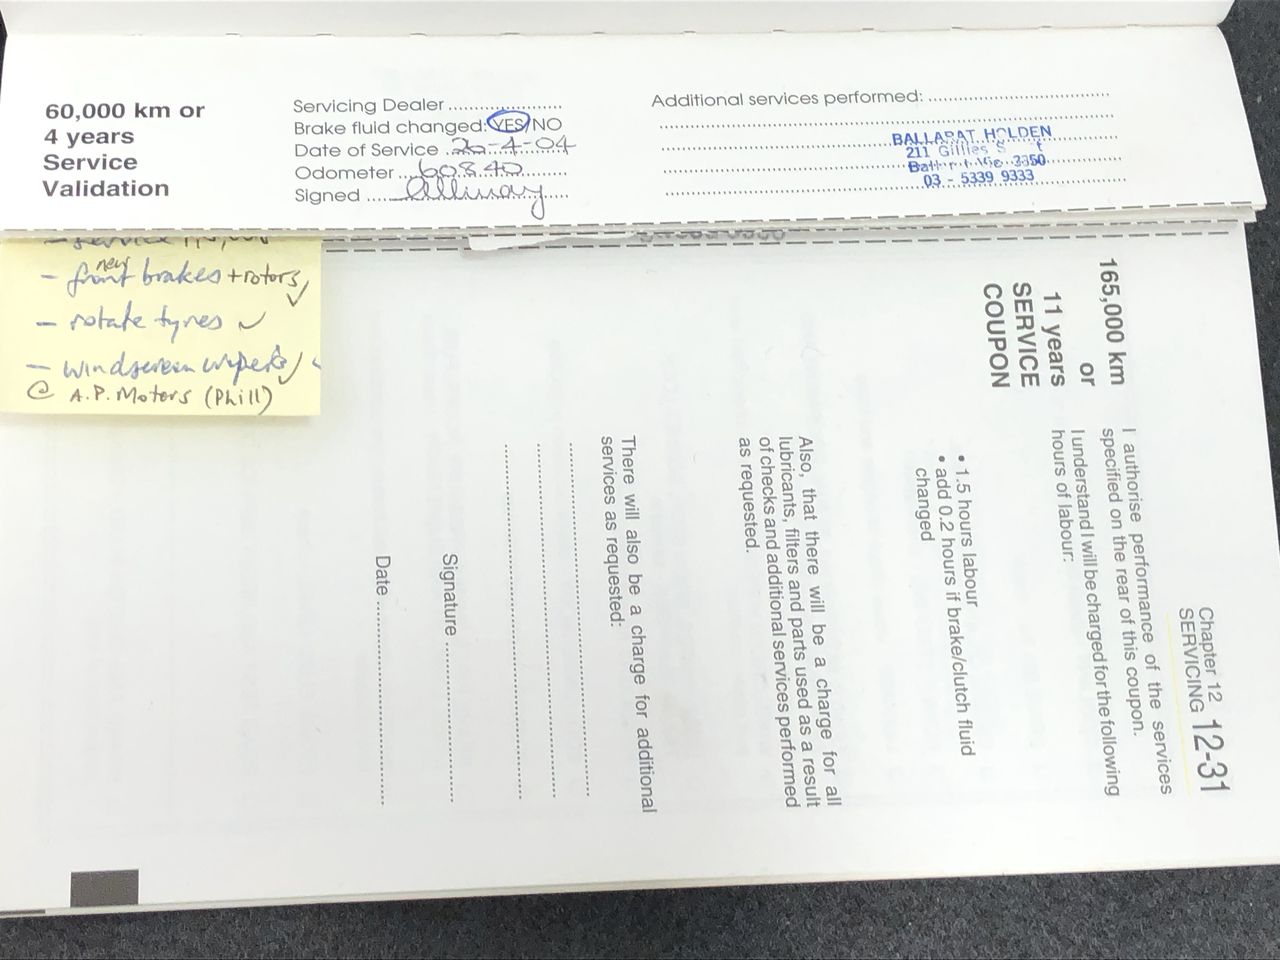 60,000 km or
4 years
Service
Validation
Servicing Dealer
Brake fluid changed: YES/NO
Date of Service 26-4-04
Odometer 60840
Signed
Additional services performed:
BALLARAT HOLDEN
211 Gillies S t
Ballarat Vic 3350
03 - 5339 9333
- service
- new front brakes + rotors
- rotate tyres
- windscreen wipers
@ A.P. Motors (Phill)
Chapter 12
SERVICING 12-31
165,000 km
or
11 years
SERVICE
COUPON
I authorise performance of the services
specified on the rear of this coupon.
I understand I will be charged for the following
hours of labour:
• 1.5 hours labour
• add 0.2 hours if brake/clutch fluid
changed
Also, that there will be a charge for all
lubricants, filters and parts used as a result
of checks and additional services performed
as requested.
There will also be a charge for additional
services as requested:
Signature
Date